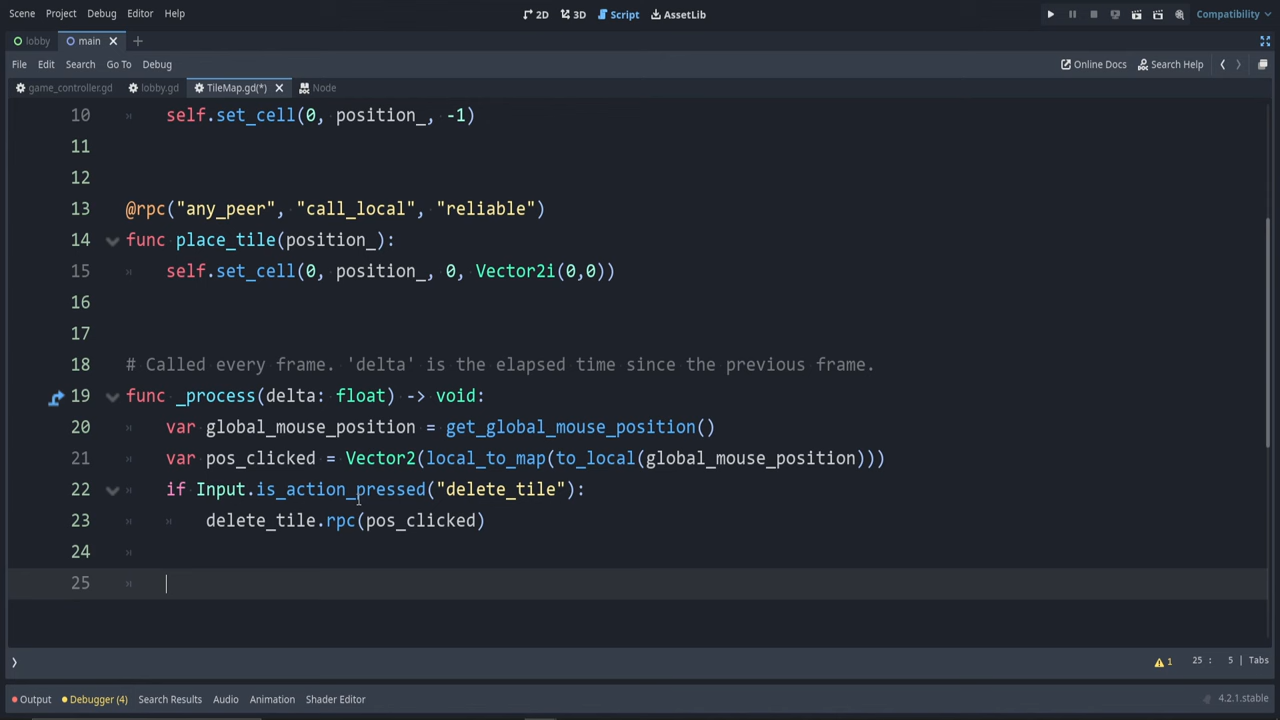 Scene Project Debug Editor Help
2D 3D Script AssetLib
Compatibility
lobby main
File Edit Search Go To Debug
Online Docs Search Help
game_controller.gd lobby.gd TileMap.gd(*) Node
10 self.set_cell(0, position_, -1)
11
12
13 @rpc("any_peer", "call_local", "reliable")
14 func place_tile(position_):
15 self.set_cell(0, position_, 0, Vector2i(0,0))
16
17
18 # Called every frame. 'delta' is the elapsed time since the previous frame.
19 func _process(delta: float) -> void:
20 var global_mouse_position = get_global_mouse_position()
21 var pos_clicked = Vector2(local_to_map(to_local(global_mouse_position)))
22 if Input.is_action_pressed("delete_tile"):
23 delete_tile.rpc(pos_clicked)
24
25
1 25 : 5 | Tabs
Output Debugger (4) Search Results Audio Animation Shader Editor
4.2.1.stable